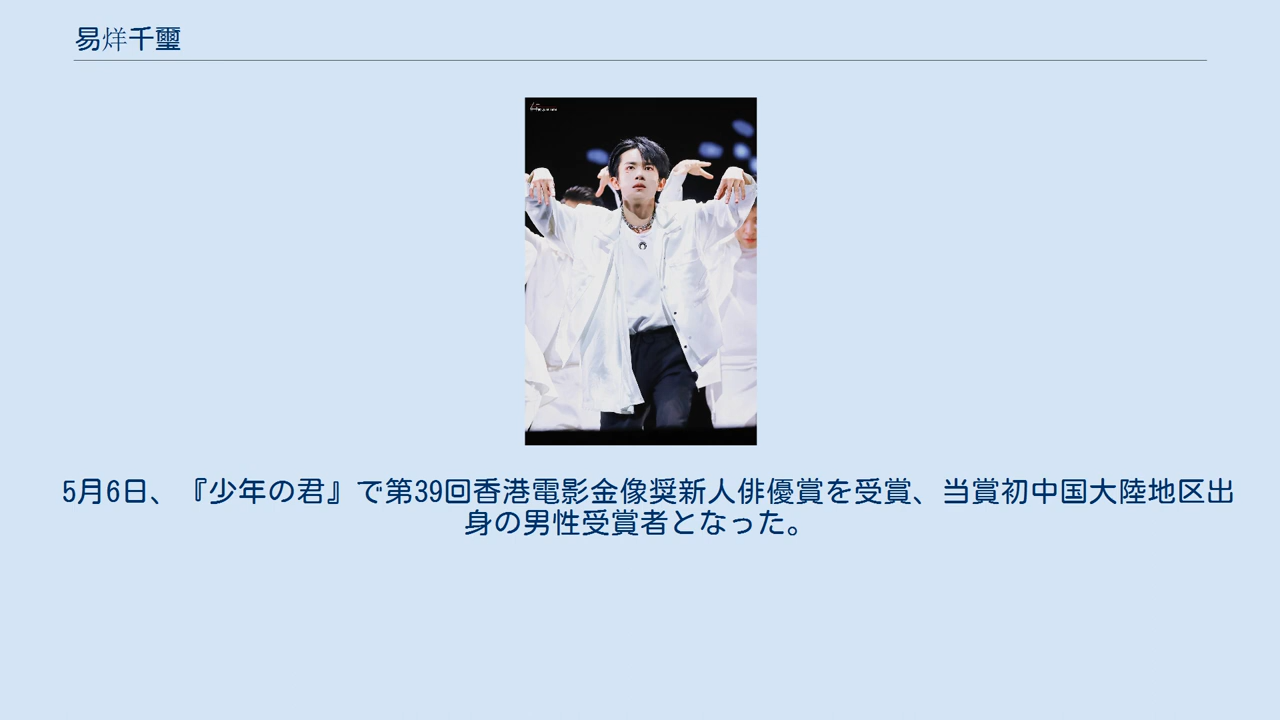 易烊千璽
5月6日、『少年の君』で第39回香港電影金像奨新人俳優賞を受賞、当賞初中国大陸地区出
身の男性受賞者となった。